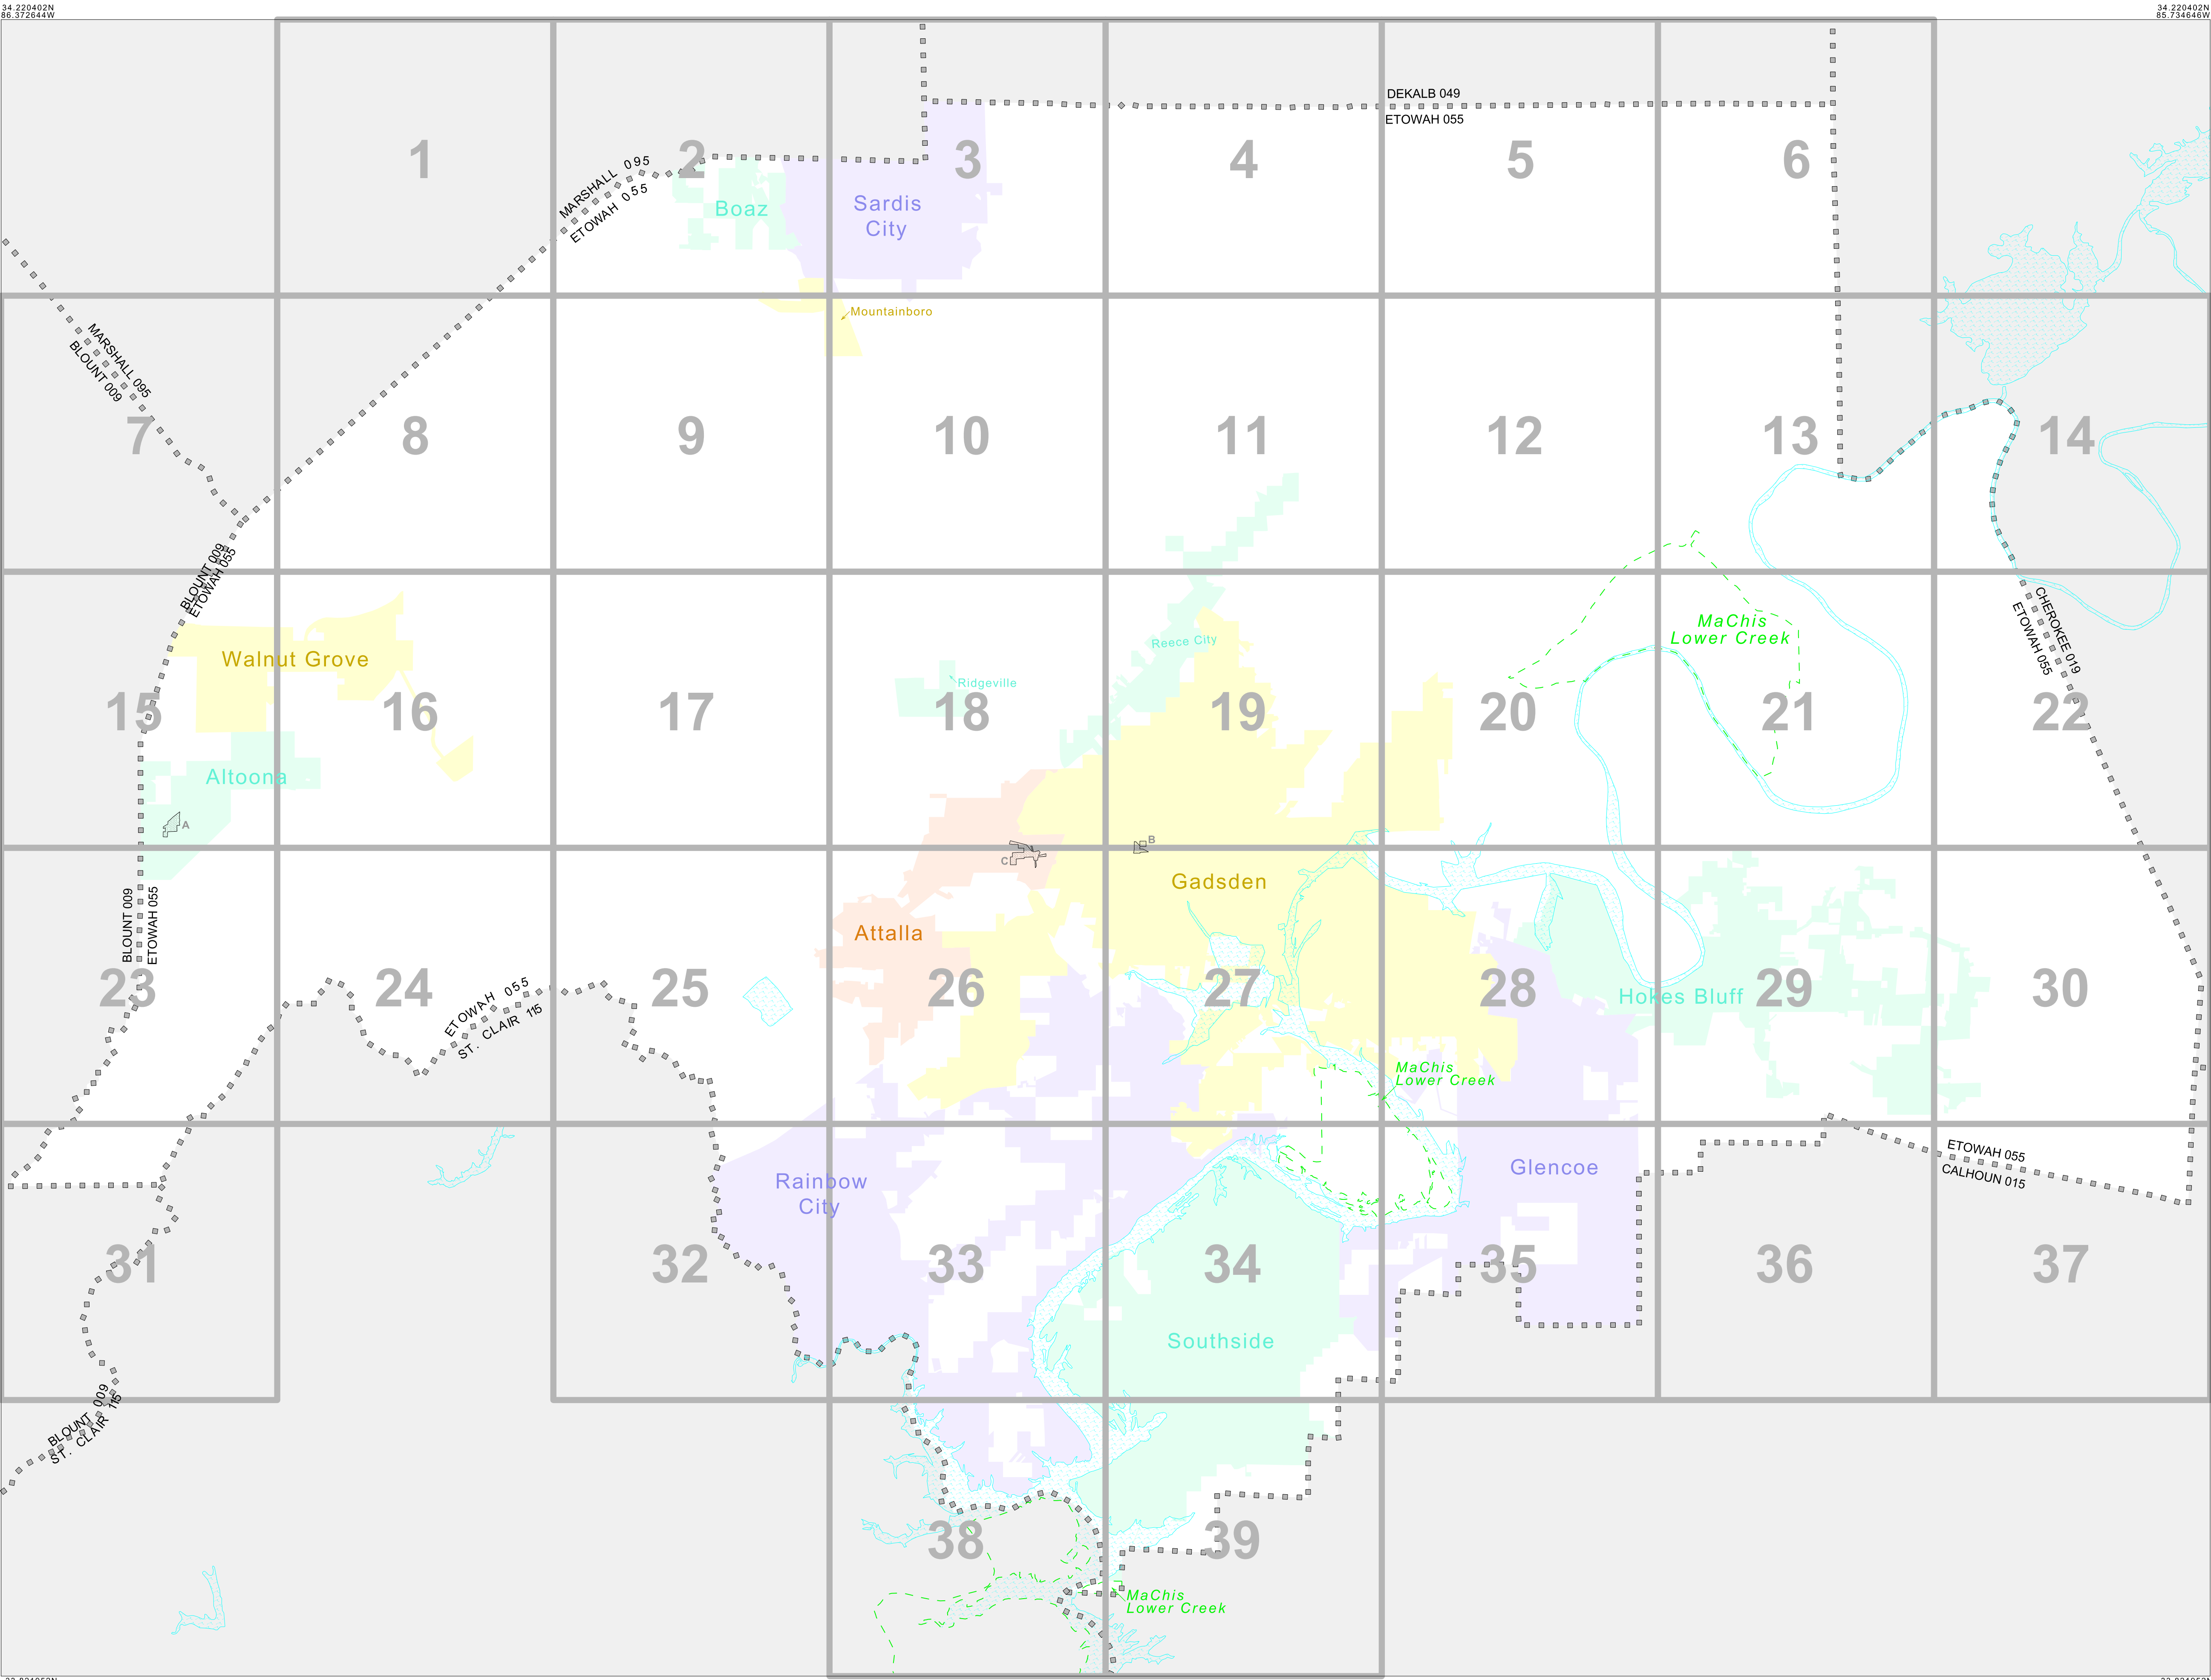 34.220402N
86.372644W
34.220402N
85.734646W
DEKALB 049
ETOWAH 055
1
2
3
4
5
6
MARSHALL 095
ETOWAH 055
Boaz
Sardis
City
Mountainboro
MARSHALL 095
BLOUNT 009
7
8
9
10
11
12
13
14
BLOUNT 009
ETOWAH 055
Walnut Grove
Reece City
Ridgeville
MaChis
Lower Creek
CHEROKEE 019
ETOWAH 055
15
16
17
18
19
20
21
22
Altoona
A
B
C
Gadsden
BLOUNT 009
ETOWAH 055
Attalla
23
24
25
26
27
28
29
30
Hokes Bluff
ETOWAH 055
ST. CLAIR 115
MaChis
Lower Creek
ETOWAH 055
CALHOUN 015
Rainbow
City
Glencoe
31
32
33
34
35
36
37
Southside
BLOUNT 009
ST. CLAIR 115
38
39
MaChis
Lower Creek